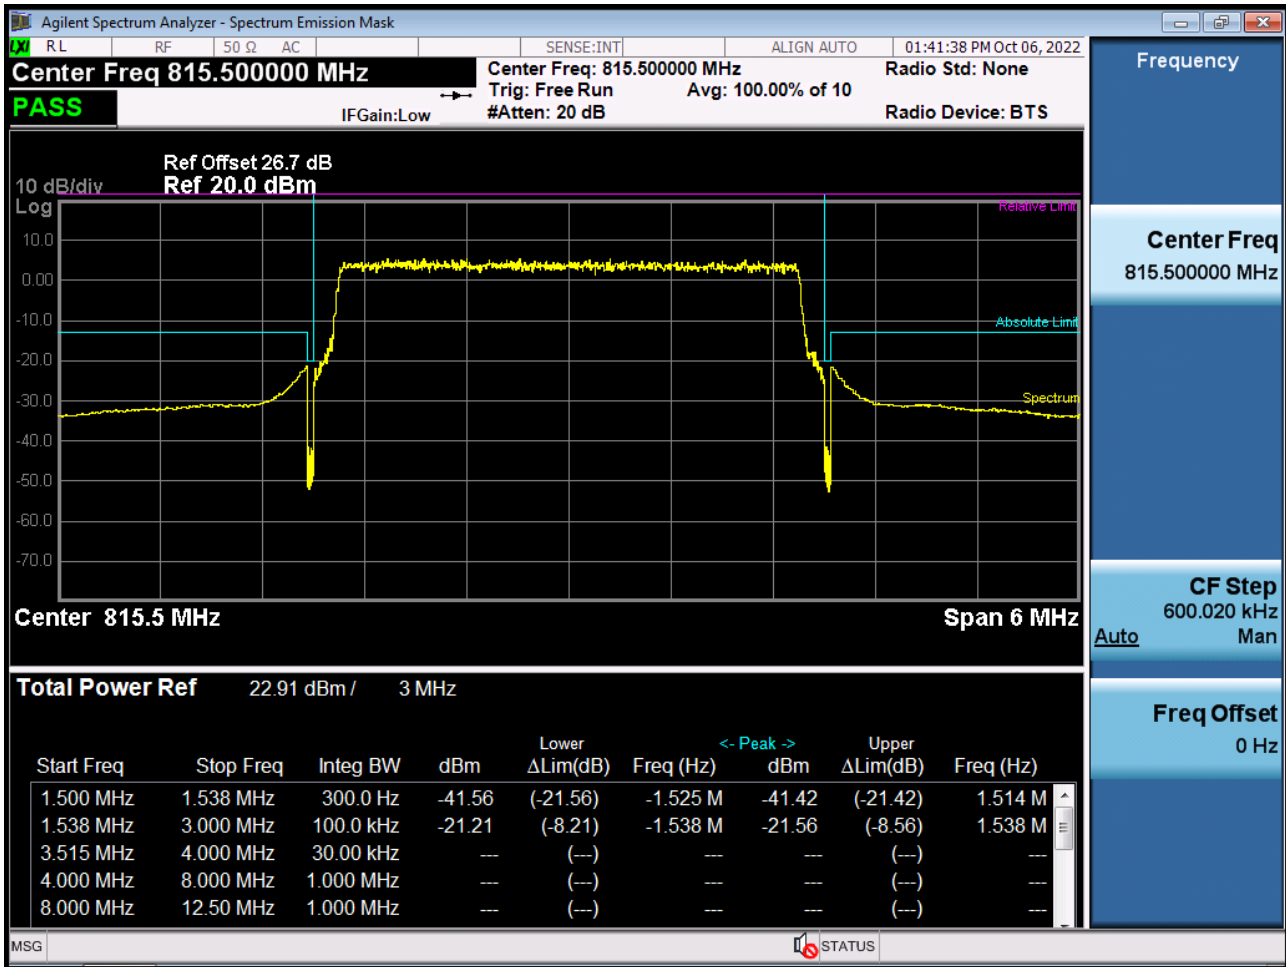 Agilent Spectrum Analyzer - Spectrum Emission Mask
LXI RL RF 50 Ω AC SENSE:INT ALIGN AUTO 01:41:38 PM Oct 06, 2022
Center Freq 815.500000 MHz
Center Freq: 815.500000 MHz Radio Std: None
Trig: Free Run Avg: 100.00% of 10
PASS
IFGain:Low #Atten: 20 dB Radio Device: BTS
Ref Offset 26.7 dB
10 dB/div Ref 20.0 dBm
Log
Relative Limit
10.0
0.00
-10.0
Absolute Limit
-20.0
-30.0
Spectrum
-40.0
-50.0
-60.0
-70.0
Center 815.5 MHz Span 6 MHz
Total Power Ref 22.91 dBm / 3 MHz
Lower <- Peak -> Upper
Start Freq Stop Freq Integ BW dBm ΔLim(dB) Freq (Hz) dBm ΔLim(dB) Freq (Hz)
1.500 MHz 1.538 MHz 300.0 Hz -41.56 (-21.56) -1.525 M -41.42 (-21.42) 1.514 M
1.538 MHz 3.000 MHz 100.0 kHz -21.21 (-8.21) -1.538 M -21.56 (-8.56) 1.538 M
3.515 MHz 4.000 MHz 30.00 kHz --- (---) --- --- (---) ---
4.000 MHz 8.000 MHz 1.000 MHz --- (---) --- --- (---) ---
8.000 MHz 12.50 MHz 1.000 MHz --- (---) --- --- (---) ---
MSG STATUS
Frequency
Center Freq
815.500000 MHz
CF Step
600.020 kHz
Auto Man
Freq Offset
0 Hz